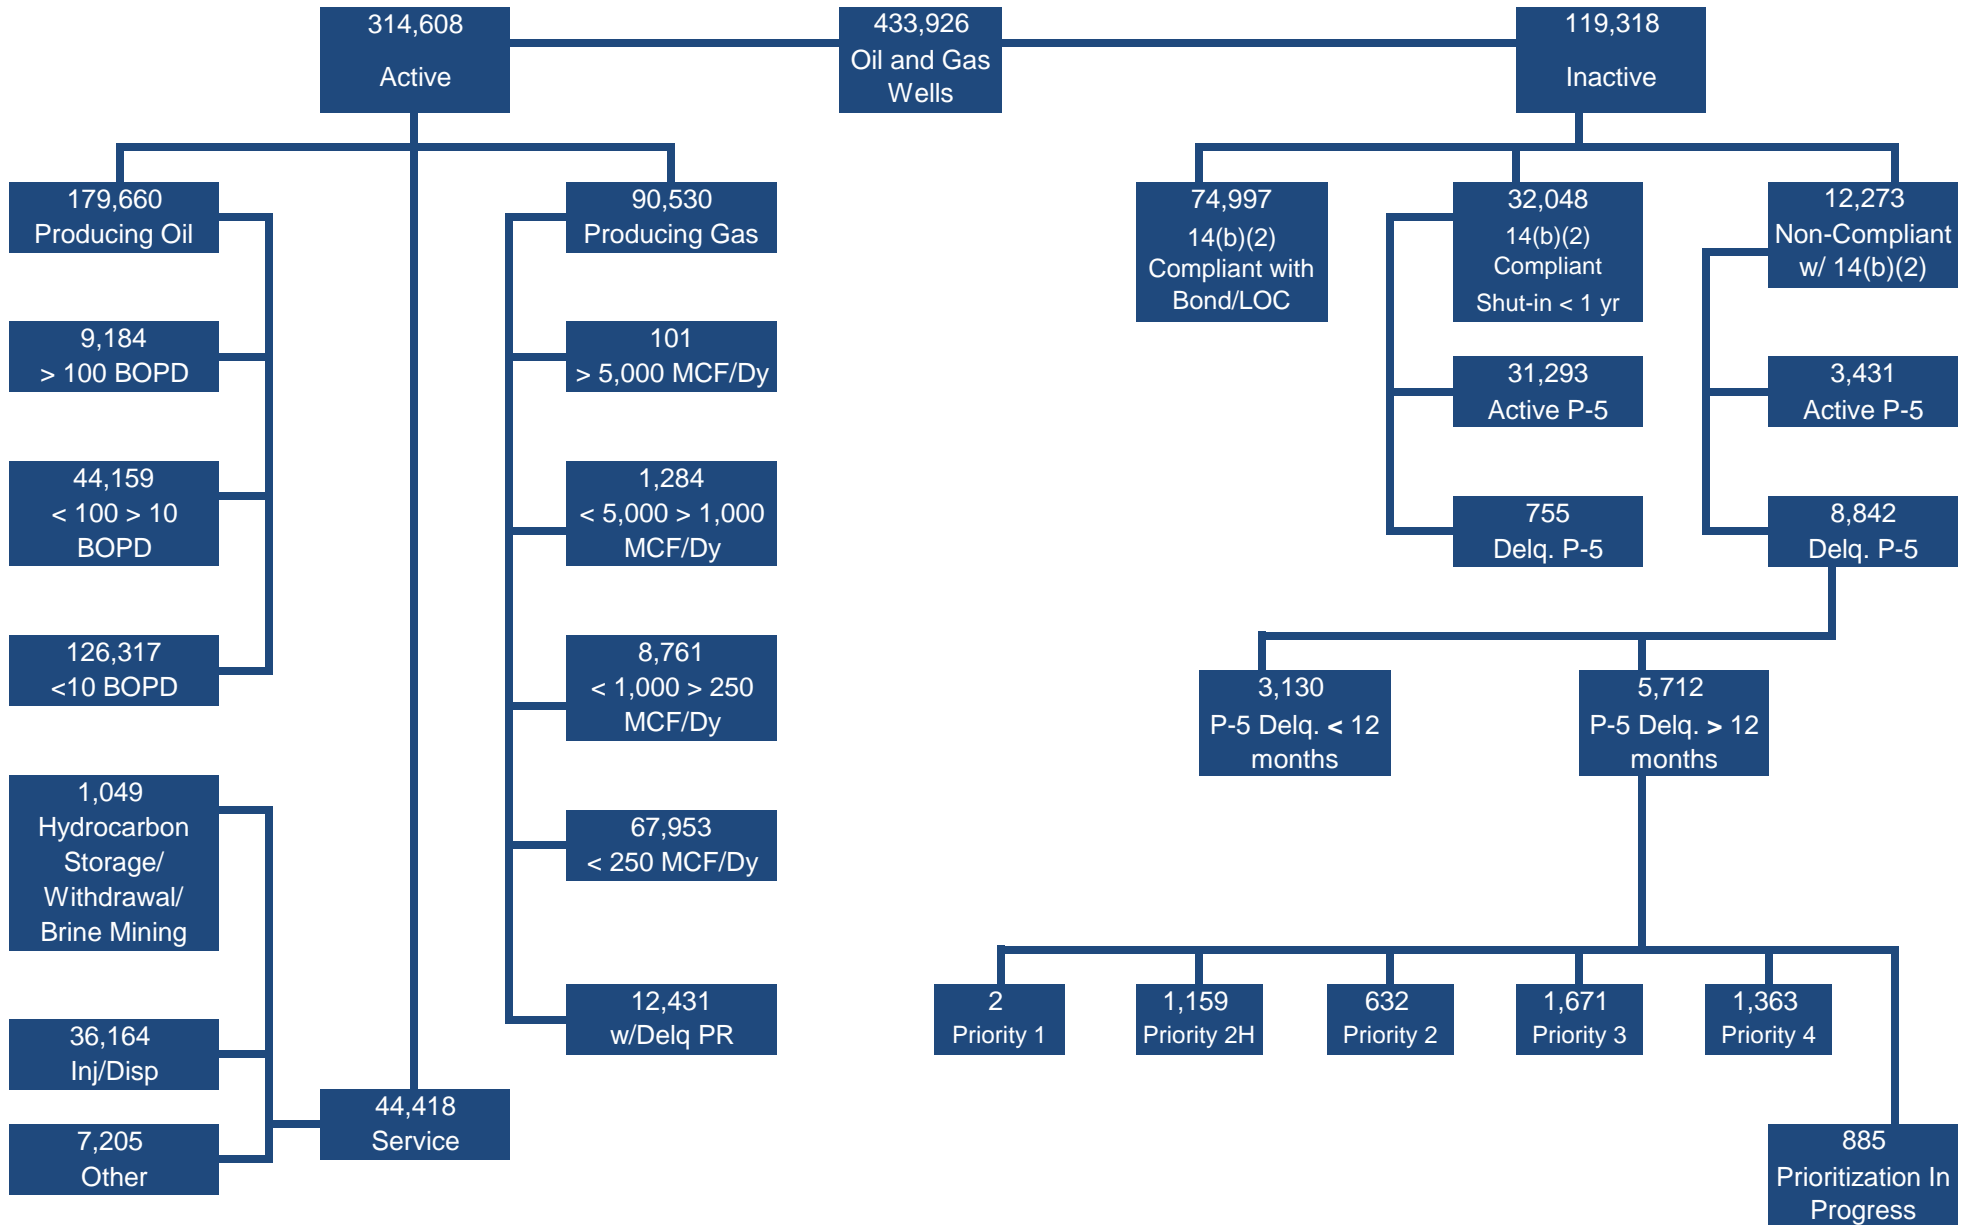 314,608
Active
433,926
Oil and Gas
Wells
119,318
Inactive
179,660
Producing Oil
90,530
Producing Gas
74,997
14(b)(2)
Compliant with
Bond/LOC
32,048
14(b)(2)
Compliant
Shut-in < 1 yr
12,273
Non-Compliant
w/ 14(b)(2)
9,184
> 100 BOPD
101
> 5,000 MCF/Dy
31,293
Active P-5
3,431
Active P-5
44,159
< 100 > 10
BOPD
1,284
< 5,000 > 1,000
MCF/Dy
755
Delq. P-5
8,842
Delq. P-5
126,317
<10 BOPD
8,761
< 1,000 > 250
MCF/Dy
3,130
P-5 Delq. < 12
months
5,712
P-5 Delq. > 12
months
1,049
Hydrocarbon
Storage/
Withdrawal/
Brine Mining
67,953
< 250 MCF/Dy
36,164
Inj/Disp
12,431
w/Delq PR
2
Priority 1
1,159
Priority 2H
632
Priority 2
1,671
Priority 3
1,363
Priority 4
7,205
Other
44,418
Service
885
Prioritization In
Progress